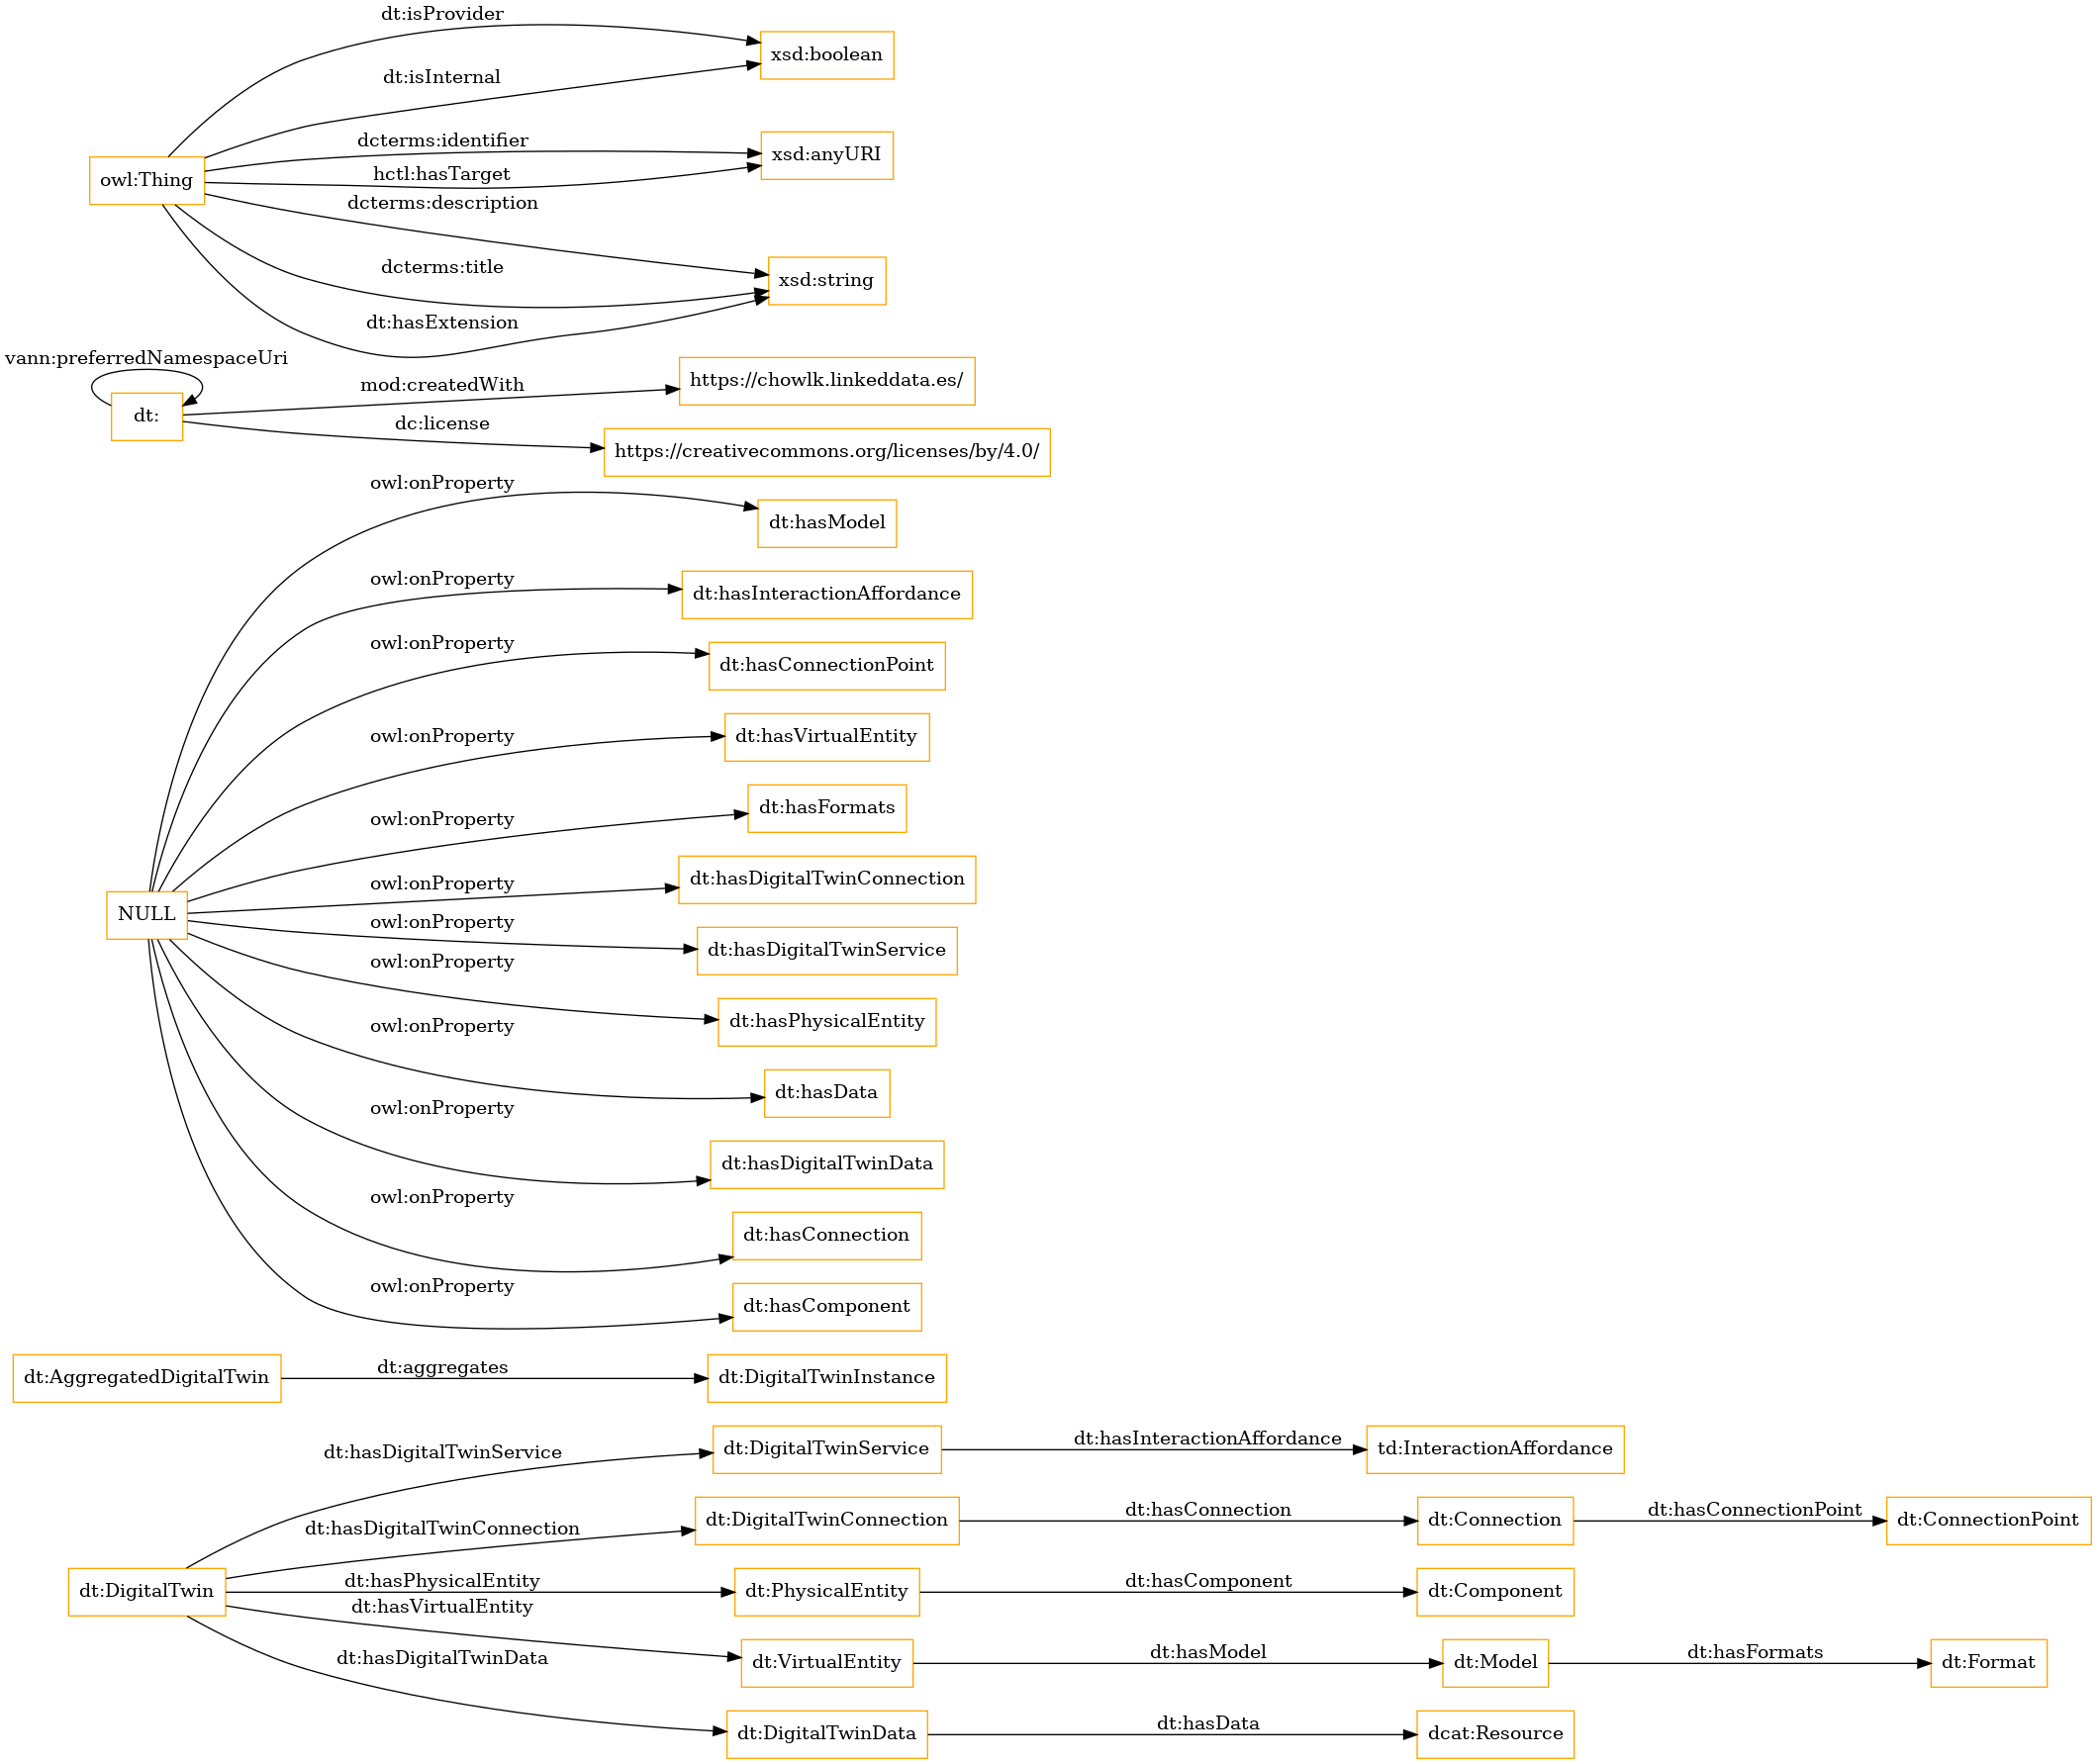 dt:isProvider
xsd:boolean
dt:isInternal
dcterms:identifier
xsd:anyURI
owl:Thing
hctl:hasTarget
dcterms:description
dcterms:title
xsd:string
dt:hasExtension
vann:preferredNamespaceUri
dt:
mod:createdWith
https://chowlk.linkeddata.es/
dc:license
https://creativecommons.org/licenses/by/4.0/
owl:onProperty
dt:hasModel
owl:onProperty
dt:hasInteractionAffordance
owl:onProperty
dt:hasConnectionPoint
owl:onProperty
dt:hasVirtualEntity
owl:onProperty
dt:hasFormats
NULL
owl:onProperty
dt:hasDigitalTwinConnection
owl:onProperty
dt:hasDigitalTwinService
owl:onProperty
dt:hasPhysicalEntity
owl:onProperty
dt:hasData
owl:onProperty
dt:hasDigitalTwinData
owl:onProperty
dt:hasConnection
owl:onProperty
dt:hasComponent
dt:AggregatedDigitalTwin
dt:aggregates
dt:DigitalTwinInstance
dt:hasDigitalTwinService
dt:DigitalTwinService
dt:hasInteractionAffordance
td:InteractionAffordance
dt:hasDigitalTwinConnection
dt:DigitalTwinConnection
dt:hasConnection
dt:Connection
dt:hasConnectionPoint
dt:ConnectionPoint
dt:DigitalTwin
dt:hasPhysicalEntity
dt:PhysicalEntity
dt:hasComponent
dt:Component
dt:hasVirtualEntity
dt:VirtualEntity
dt:hasModel
dt:Model
dt:hasFormats
dt:Format
dt:hasDigitalTwinData
dt:DigitalTwinData
dt:hasData
dcat:Resource